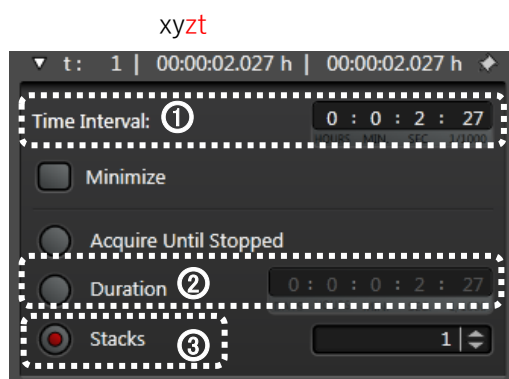 xyzt
▼ t: 1 | 00:00:02.027 h | 00:00:02.027 h
Time Interval: ① 0 : 0 : 2 : 27
HOURS MIN SEC 1/1000
Minimize
Acquire Until Stopped
Duration ② 0 : 0 : 0 : 2 : 27
Stacks ③ 1